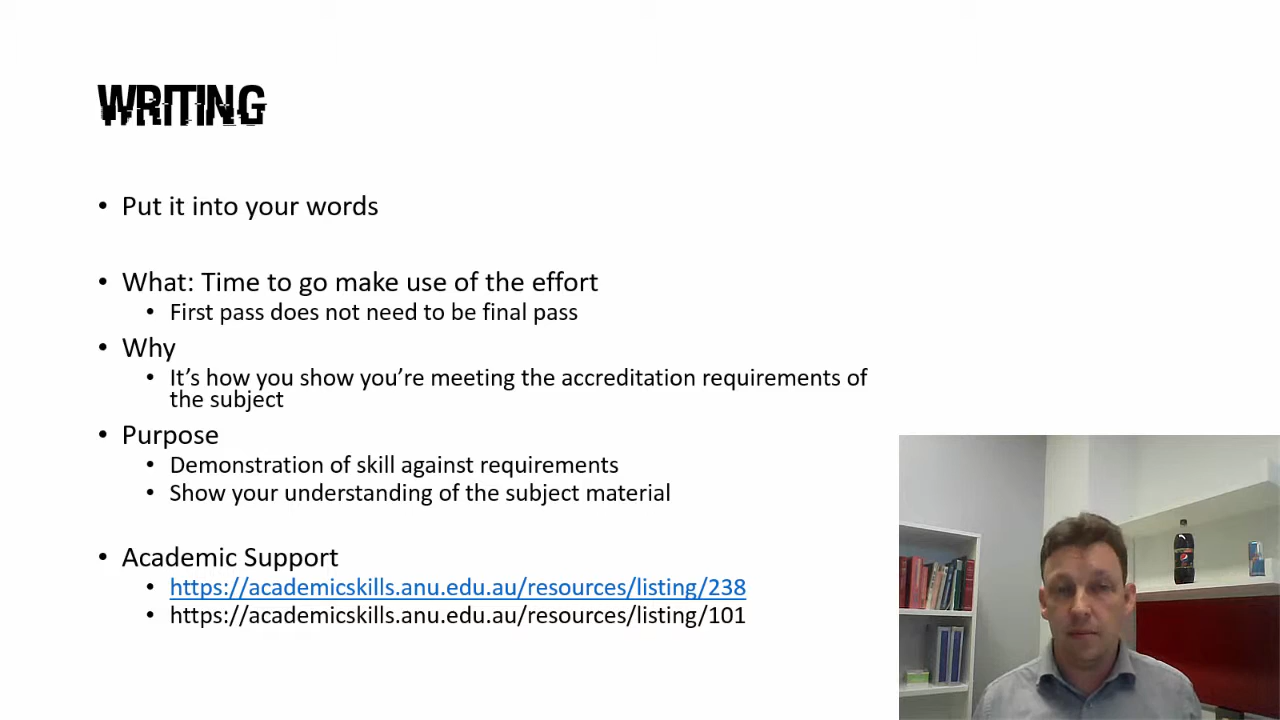 WRITING
• Put it into your words
• What: Time to go make use of the effort
• First pass does not need to be final pass
• Why
• It’s how you show you’re meeting the accreditation requirements of
the subject
• Purpose
• Demonstration of skill against requirements
• Show your understanding of the subject material
• Academic Support
• https://academicskills.anu.edu.au/resources/listing/238
• https://academicskills.anu.edu.au/resources/listing/101